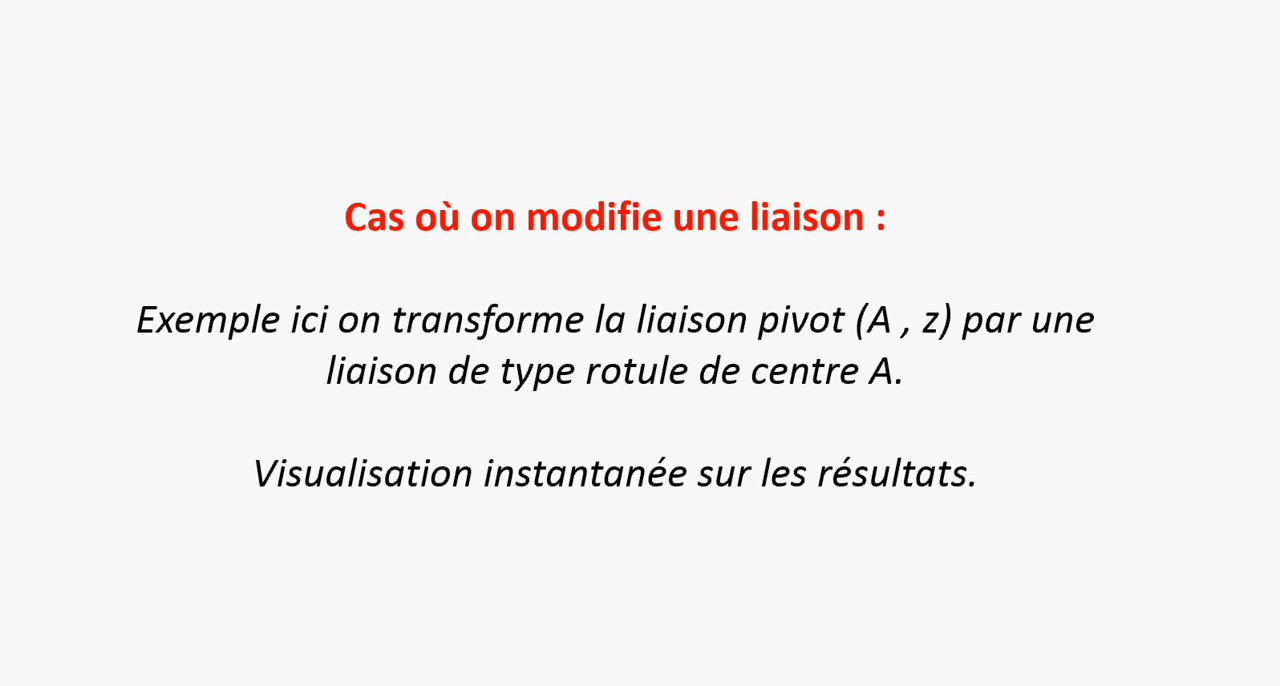 Cas où on modifie une liaison :
Exemple ici on transforme la liaison pivot (A , z) par une
liaison de type rotule de centre A.
Visualisation instantanée sur les résultats.